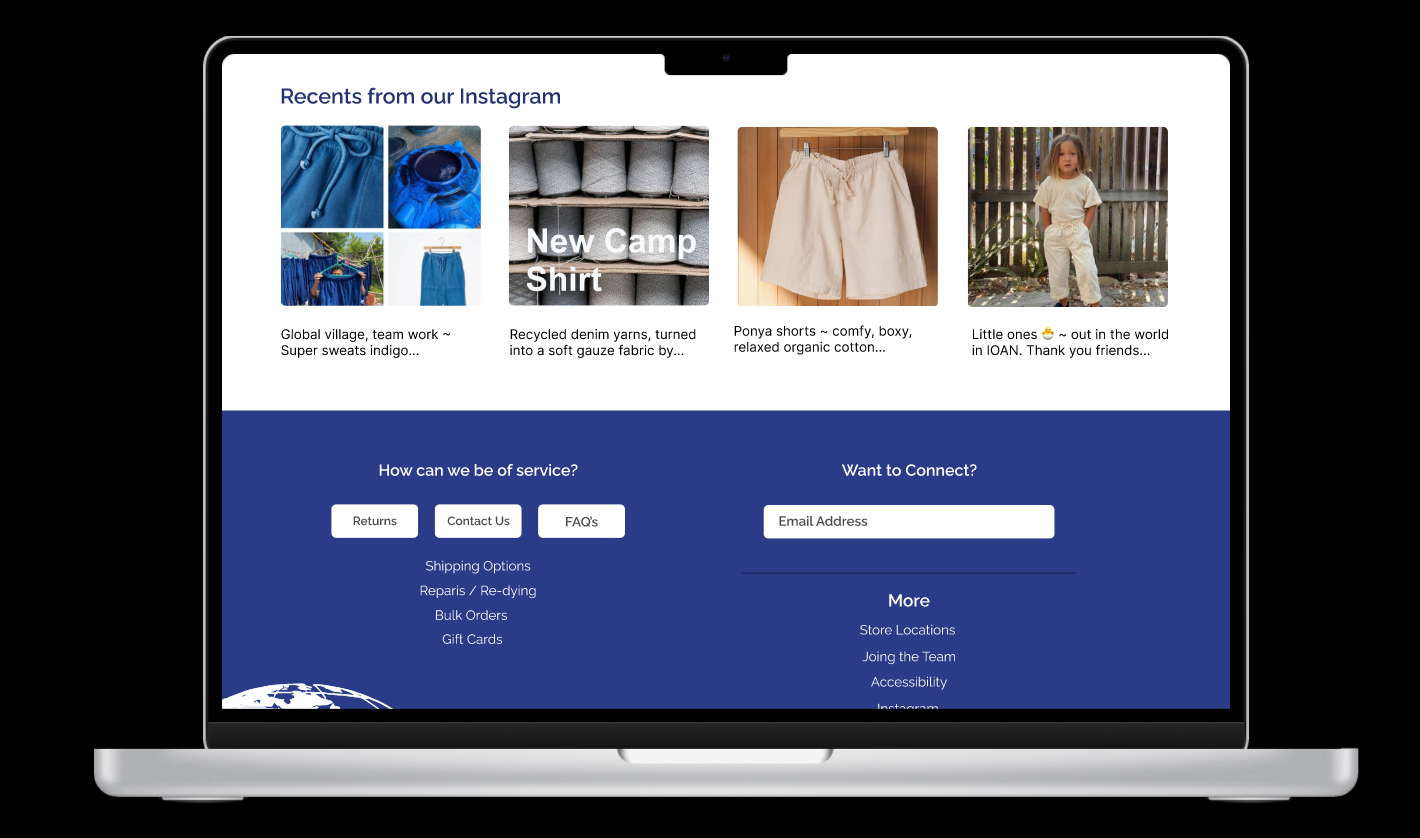 Recents from our Instagram
New Camp
Shirt
Global village, team work ~
Super sweats indigo...
Recycled denim yarns, turned
into a soft gauze fabric by...
Ponya shorts ~ comfy, boxy,
relaxed organic cotton...
Little ones 🐣 ~ out in the world
in IOAN. Thank you friends...
How can we be of service?
Returns
Contact Us
FAQ's
Shipping Options
Reparis / Re-dying
Bulk Orders
Gift Cards
Want to Connect?
Email Address
More
Store Locations
Joing the Team
Accessibility
Instagram